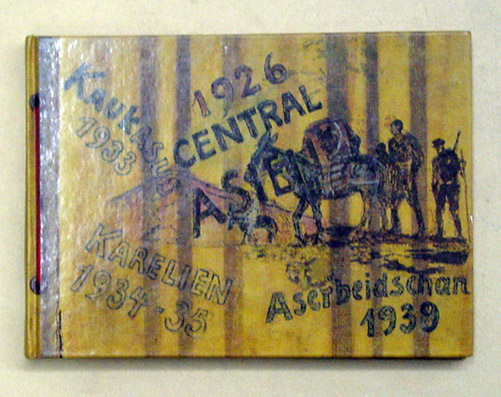 KAUKASUS
1933
1926
CENTRAL
ASIEN
KARELIEN
1934-35
Aserbeidschan
1939